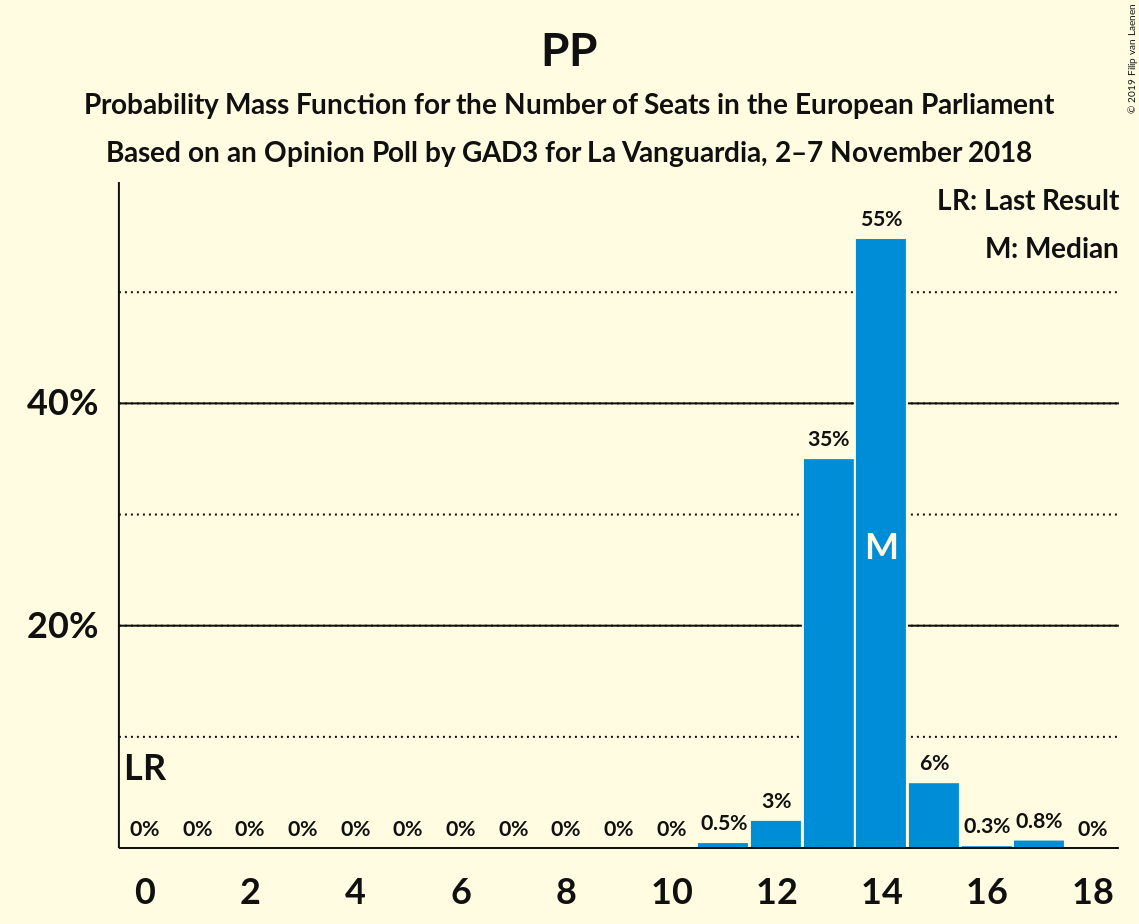 PP
Probability Mass Function for the Number of Seats in the European Parliament
Based on an Opinion Poll by GAD3 for La Vanguardia, 2–7 November 2018
© 2019 Filip van Laenen
LR: Last Result
M: Median
55%
40%
35%
M
20%
LR
6%
3%
0% 0% 0% 0% 0% 0% 0% 0% 0% 0% 0% 0.5% 0.3% 0.8% 0%
0 2 4 6 8 10 12 14 16 18